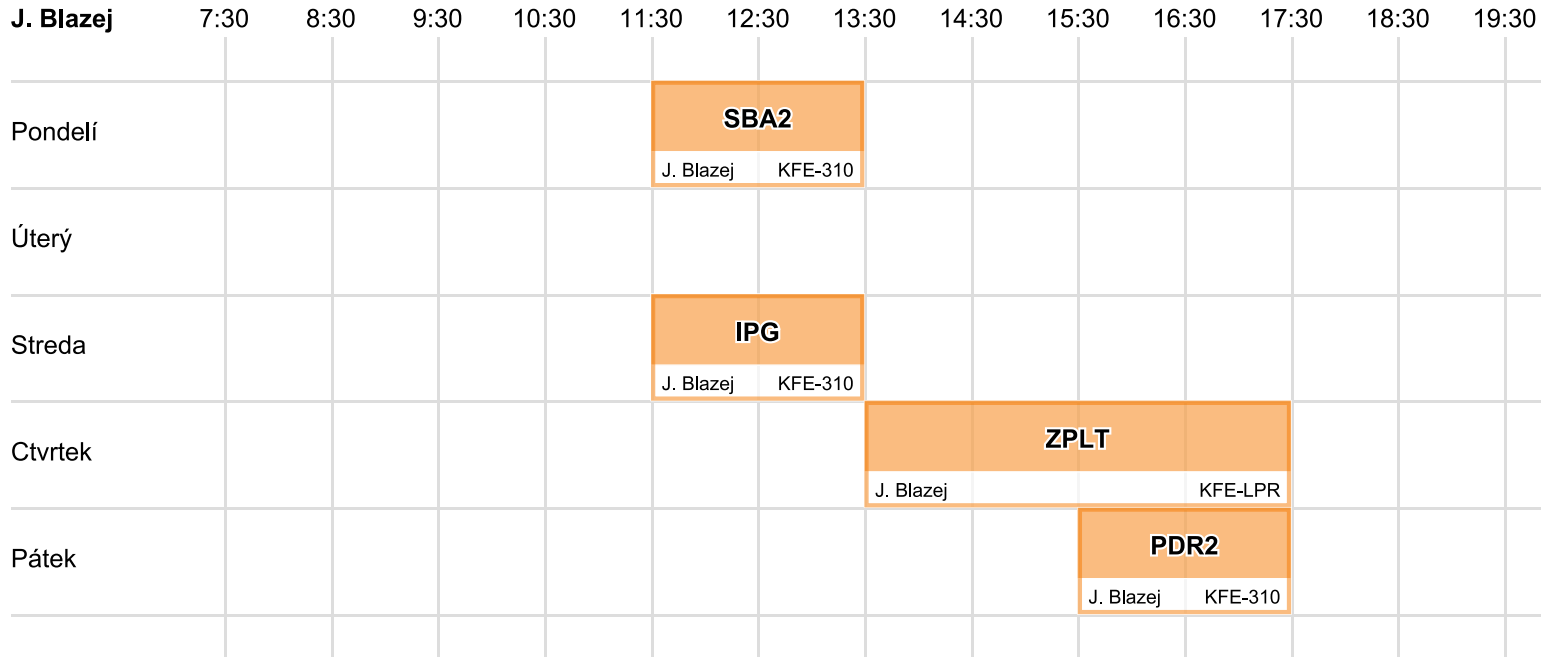 J. Blazej 7:30 8:30 9:30 10:30 11:30 12:30 13:30 14:30 15:30 16:30 17:30 18:30 19:30
Pondelí
SBA2
J. Blazej KFE-310
Úterý
Streda
IPG
J. Blazej KFE-310
Ctvrtek
ZPLT
J. Blazej KFE-LPR
Pátek
PDR2
J. Blazej KFE-310